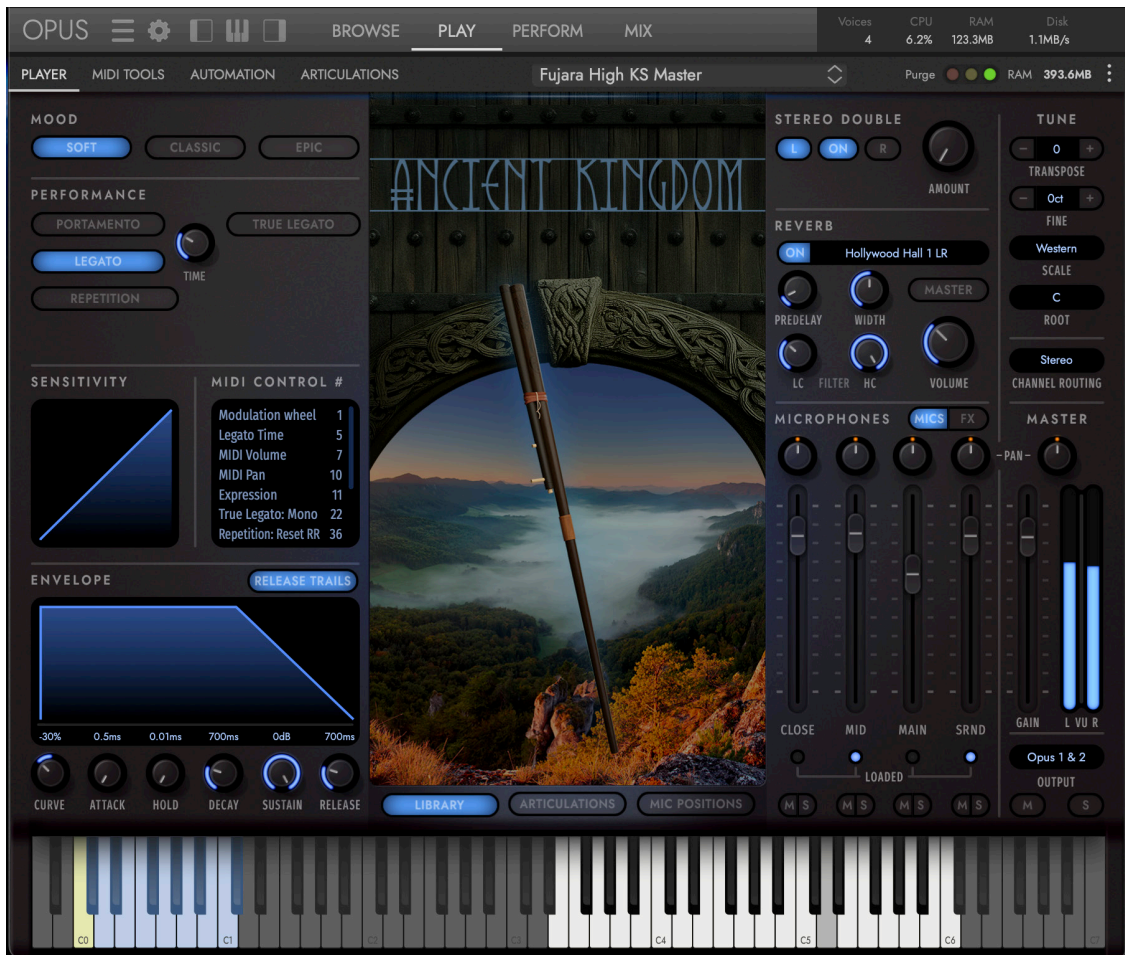 OPUS
BROWSE PLAY PERFORM MIX
Voices CPU RAM Disk
4 6.2% 123.3MB 1.1MB/s
PLAYER MIDI TOOLS AUTOMATION ARTICULATIONS
Fujara High KS Master
Purge RAM 393.6MB
MOOD
SOFT CLASSIC EPIC
PERFORMANCE
PORTAMENTO TRUE LEGATO
LEGATO
TIME
REPETITION
SENSITIVITY
MIDI CONTROL #
Modulation wheel 1
Legato Time 5
MIDI Volume 7
MIDI Pan 10
Expression 11
True Legato: Mono 22
Repetition: Reset RR 36
ENVELOPE RELEASE TRAILS
-30% 0.5ms 0.01ms 700ms 0dB 700ms
CURVE ATTACK HOLD DECAY SUSTAIN RELEASE
ANCIENT KINGDOM
LIBRARY ARTICULATIONS MIC POSITIONS
STEREO DOUBLE
L ON R
AMOUNT
REVERB
ON Hollywood Hall 1 LR
MASTER
PREDELAY WIDTH
LC FILTER HC VOLUME
MICROPHONES MICS FX
-PAN-
CLOSE MID MAIN SRND
LOADED
M S M S M S M S
TUNE
- 0 +
TRANSPOSE
- 0ct +
FINE
Western
SCALE
C
ROOT
Stereo
CHANNEL ROUTING
MASTER
GAIN L VU R
Opus 1 & 2
OUTPUT
M S
C0 C1 C2 C3 C4 C5 C6 C7